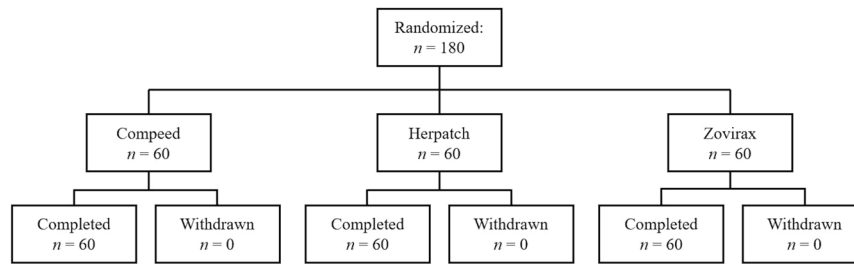 Randomized:
n = 180
Compeed
n = 60
Herpatch
n = 60
Zovirax
n = 60
Completed
n = 60
Withdrawn
n = 0
Completed
n = 60
Withdrawn
n = 0
Completed
n = 60
Withdrawn
n = 0